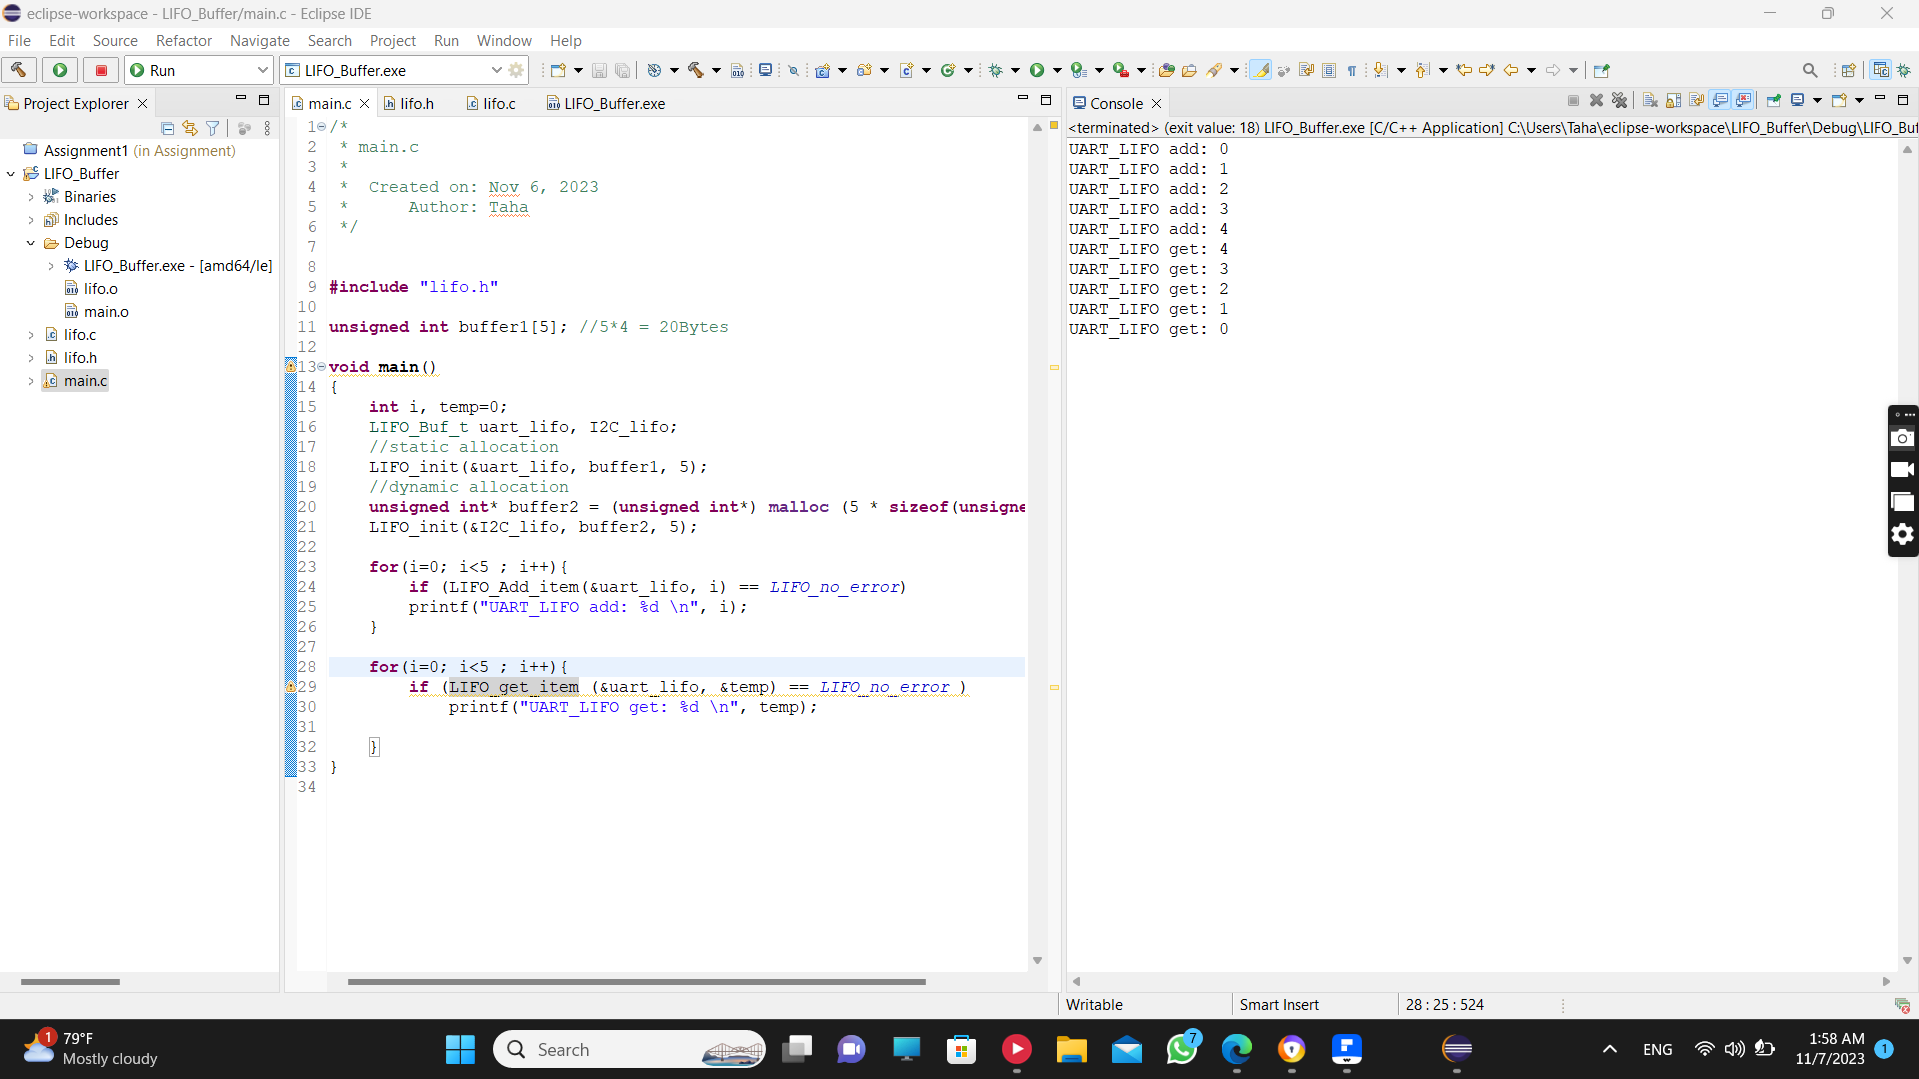 eclipse-workspace - LIFO_Buffer/main.c - Eclipse IDE
File Edit Source Refactor Navigate Search Project Run Window Help
Run
LIFO_Buffer.exe
Project Explorer
Assignment1 (in Assignment)
LIFO_Buffer
Binaries
Includes
Debug
LIFO_Buffer.exe - [amd64/le]
lifo.o
main.o
lifo.c
lifo.h
main.c
main.c lifo.h lifo.c LIFO_Buffer.exe
1 /*
2  * main.c
3  *
4  *  Created on: Nov 6, 2023
5  *      Author: Taha
6  */
7
8
9 #include "lifo.h"
10
11 unsigned int buffer1[5]; //5*4 = 20Bytes
12
13 void main()
14 {
15     int i, temp=0;
16     LIFO_Buf_t uart_lifo, I2C_lifo;
17     //static allocation
18     LIFO_init(&uart_lifo, buffer1, 5);
19     //dynamic allocation
20     unsigned int* buffer2 = (unsigned int*) malloc (5 * sizeof(unsigne
21     LIFO_init(&I2C_lifo, buffer2, 5);
22
23     for(i=0; i<5 ; i++){
24         if (LIFO_Add_item(&uart_lifo, i) == LIFO_no_error)
25         printf("UART_LIFO add: %d \n", i);
26     }
27
28     for(i=0; i<5 ; i++){
29         if (LIFO_get_item (&uart_lifo, &temp) == LIFO_no_error )
30             printf("UART_LIFO get: %d \n", temp);
31
32     }
33 }
34
Console
<terminated> (exit value: 18) LIFO_Buffer.exe [C/C++ Application] C:\Users\Taha\eclipse-workspace\LIFO_Buffer\Debug\LIFO_Buf
UART_LIFO add: 0
UART_LIFO add: 1
UART_LIFO add: 2
UART_LIFO add: 3
UART_LIFO add: 4
UART_LIFO get: 4
UART_LIFO get: 3
UART_LIFO get: 2
UART_LIFO get: 1
UART_LIFO get: 0
Writable
Smart Insert
28 : 25 : 524
1
79°F
Mostly cloudy
Search
7
ENG
1:58 AM
11/7/2023
1